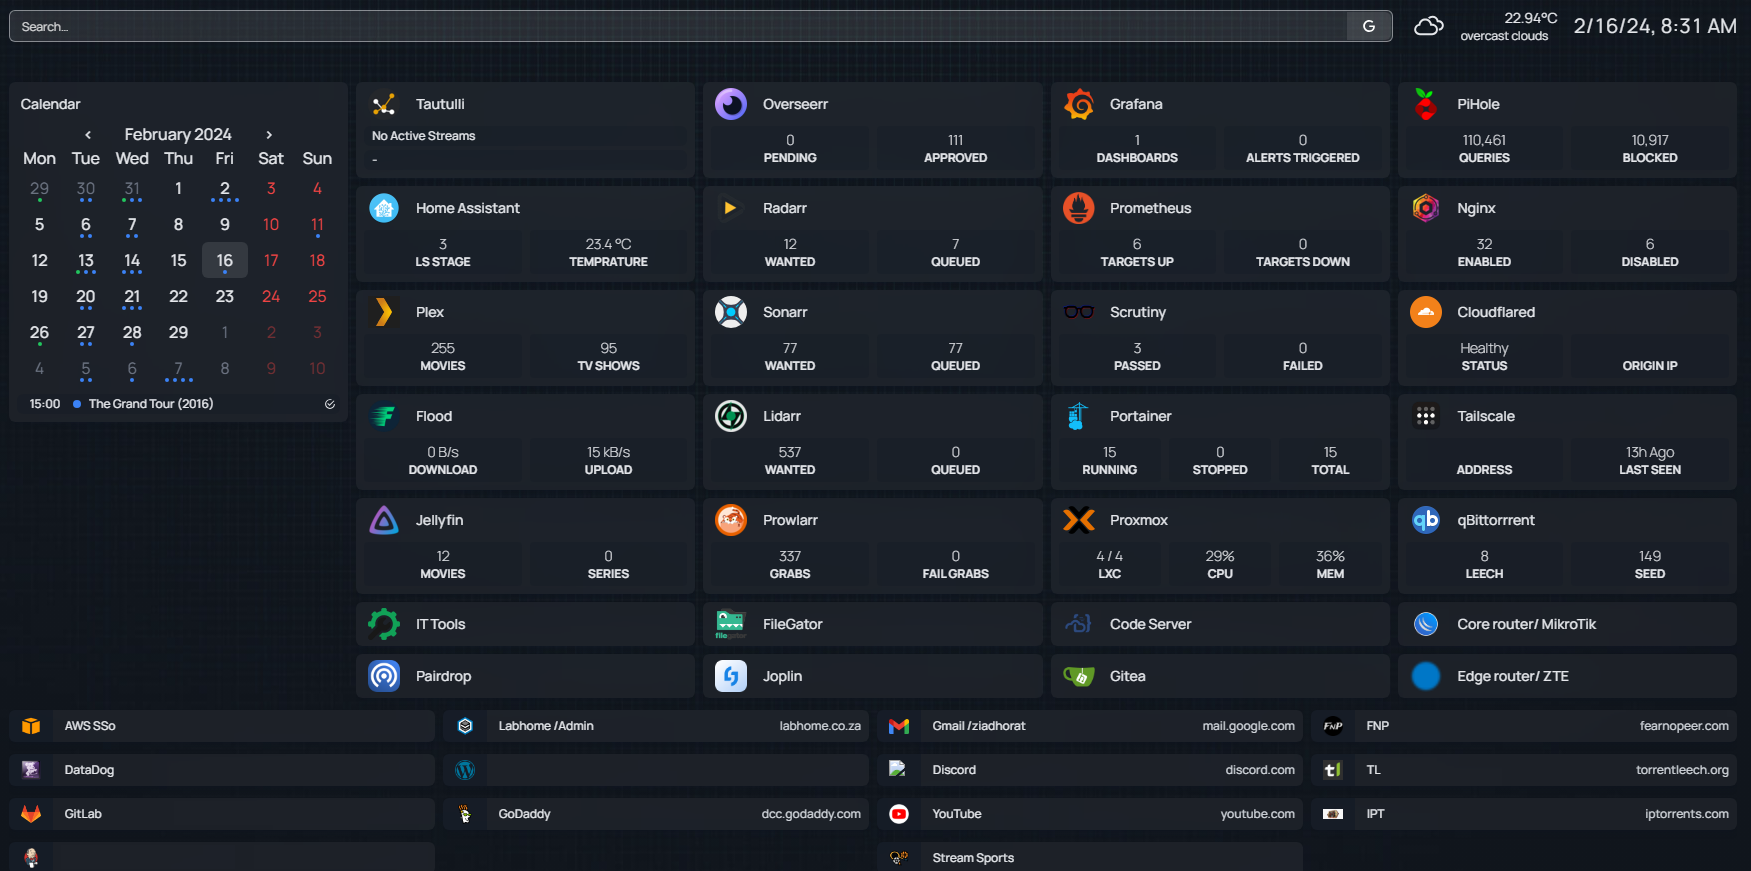 Search...
G
22.94°C
overcast clouds
2/16/24, 8:31 AM
Calendar
‹ February 2024 ›
Mon Tue Wed Thu Fri Sat Sun
29 30 31 1 2 3 4
5 6 7 8 9 10 11
12 13 14 15 16 17 18
19 20 21 22 23 24 25
26 27 28 29 1 2 3
4 5 6 7 8 9 10
15:00 The Grand Tour (2016)
Tautulli
No Active Streams
-
Overseerr
0 111
PENDING APPROVED
Grafana
1 0
DASHBOARDS ALERTS TRIGGERED
PiHole
110,461 10,917
QUERIES BLOCKED
Home Assistant
3 23.4 °C
LS STAGE TEMPRATURE
Radarr
12 7
WANTED QUEUED
Prometheus
6 0
TARGETS UP TARGETS DOWN
Nginx
32 6
ENABLED DISABLED
Plex
255 95
MOVIES TV SHOWS
Sonarr
77 77
WANTED QUEUED
Scrutiny
3 0
PASSED FAILED
Cloudflared
Healthy
STATUS ORIGIN IP
Flood
0 B/s 15 kB/s
DOWNLOAD UPLOAD
Lidarr
537 0
WANTED QUEUED
Portainer
15 0 15
RUNNING STOPPED TOTAL
Tailscale
13h Ago
ADDRESS LAST SEEN
Jellyfin
12 0
MOVIES SERIES
Prowlarr
337 0
GRABS FAIL GRABS
Proxmox
4 / 4 29% 36%
LXC CPU MEM
qb qBittorrrent
8 149
LEECH SEED
IT Tools
filegator FileGator
Code Server
Core router/ MikroTik
Pairdrop
Joplin
Gitea
Edge router/ ZTE
AWS SSo
Labhome /Admin labhome.co.za
Gmail /ziadhorat mail.google.com
FNP FNP fearnopeer.com
DataDog
Discord discord.com
tl TL torrentleech.org
GitLab
GoDaddy dcc.godaddy.com
YouTube youtube.com
IPT iptorrents.com
Stream Sports